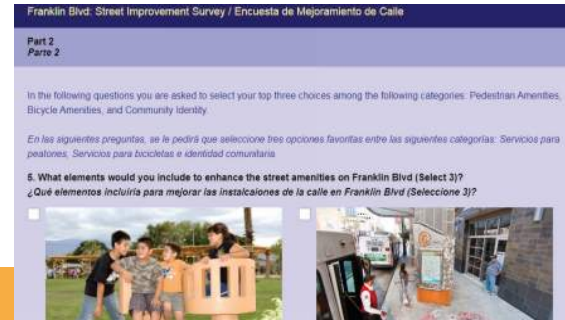 Franklin Blvd: Street Improvement Survey / Encuesta de Mejoramiento de Calle
Part 2
Parte 2
In the following questions you are asked to select your top three choices among the following categories: Pedestrian Amenities,
Bicycle Amenities, and Community Identity.
En las siguientes preguntas, se le pedirá que seleccione tres opciones favoritas entre las siguientes categorías: Servicios para
peatones, Servicios para bicicletas e identidad comunitaria.
5. What elements would you include to enhance the street amenities on Franklin Blvd (Select 3)?
¿Qué elementos incluiría para mejorar las instalcaiones de la calle en Franklin Blvd (Seleccione 3)?